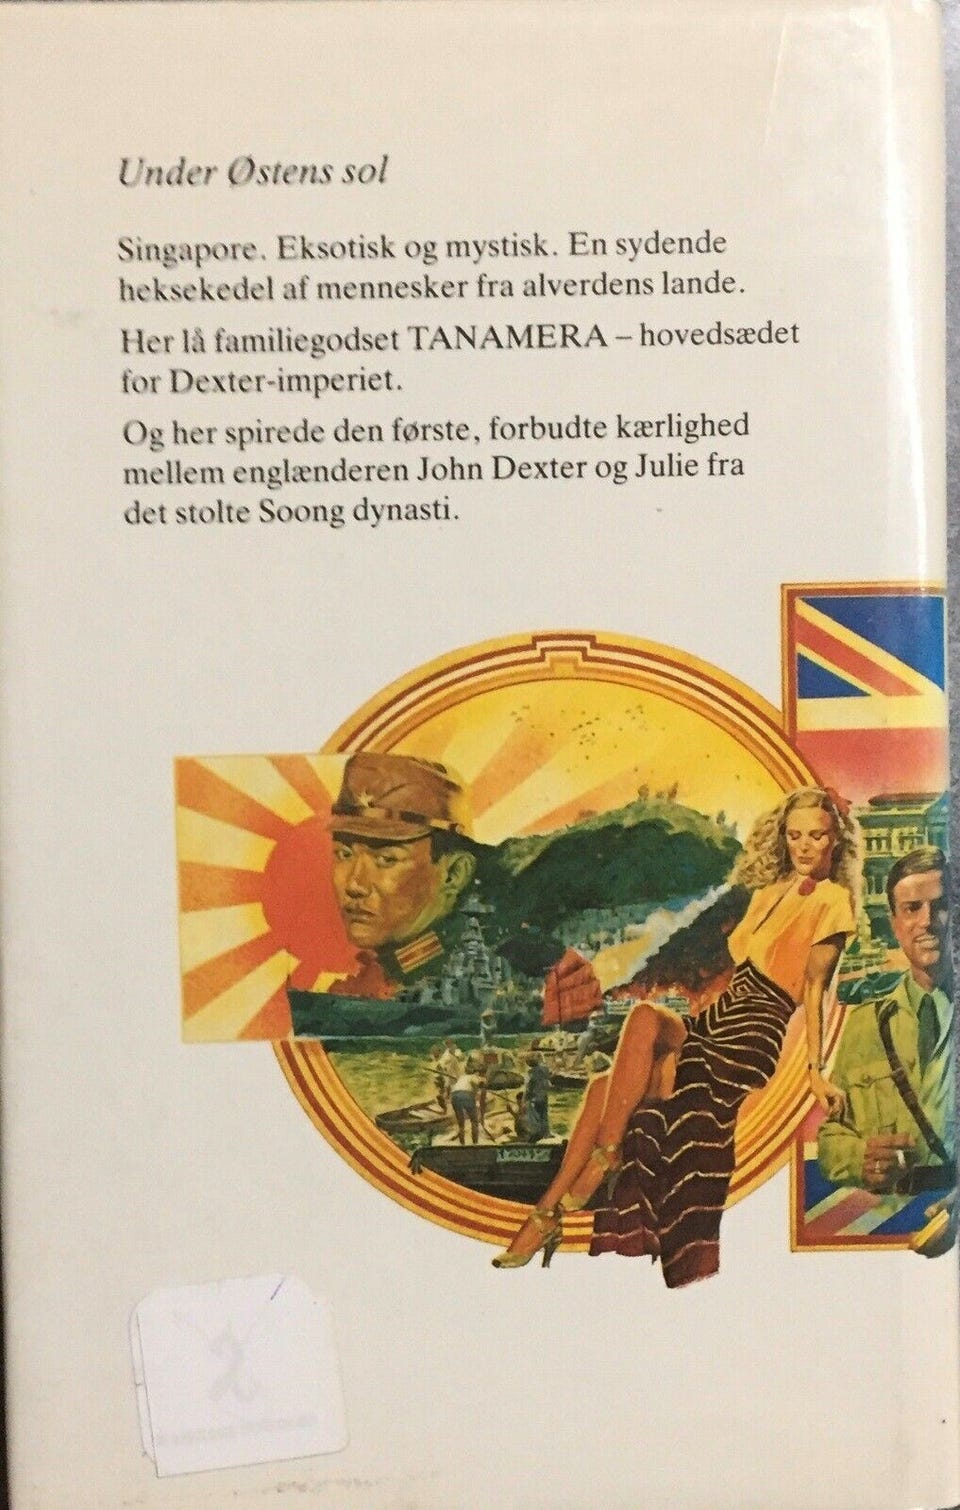 Under Østens sol
Singapore. Eksotisk og mystisk. En sydende
heksekedel af mennesker fra alverdens lande.
Her lå familiegodset TANAMERA – hovedsædet
for Dexter-imperiet.
Og her spirede den første, forbudte kærlighed
mellem englænderen John Dexter og Julie fra
det stolte Soong dynasti.